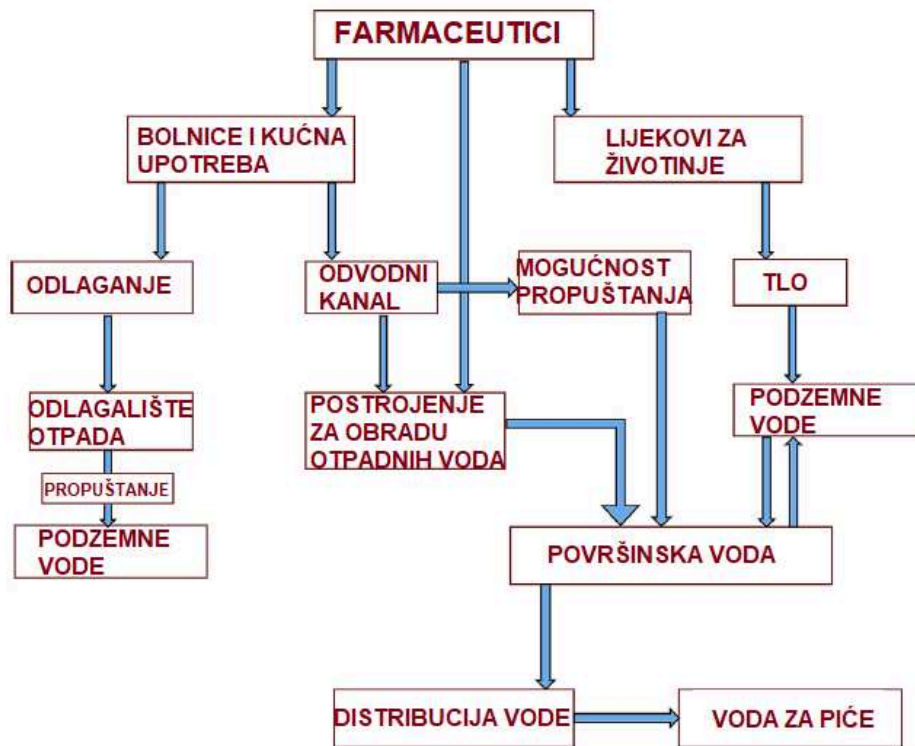 FARMACEUTICI
BOLNICE I KUĆNA
UPOTREBA
LIJEKOVI ZA
ŽIVOTINJE
ODLAGANJE
ODVODNI
KANAL
MOGUĆNOST
PROPUŠTANJA
TLO
ODLAGALIŠTE
OTPADA
POSTROJENJE
ZA OBRADU
OTPADNIH VODA
PODZEMNE
VODE
PROPUŠTANJE
PODZEMNE
VODE
POVRŠINSKA VODA
DISTRIBUCIJA VODE
VODA ZA PIĆE